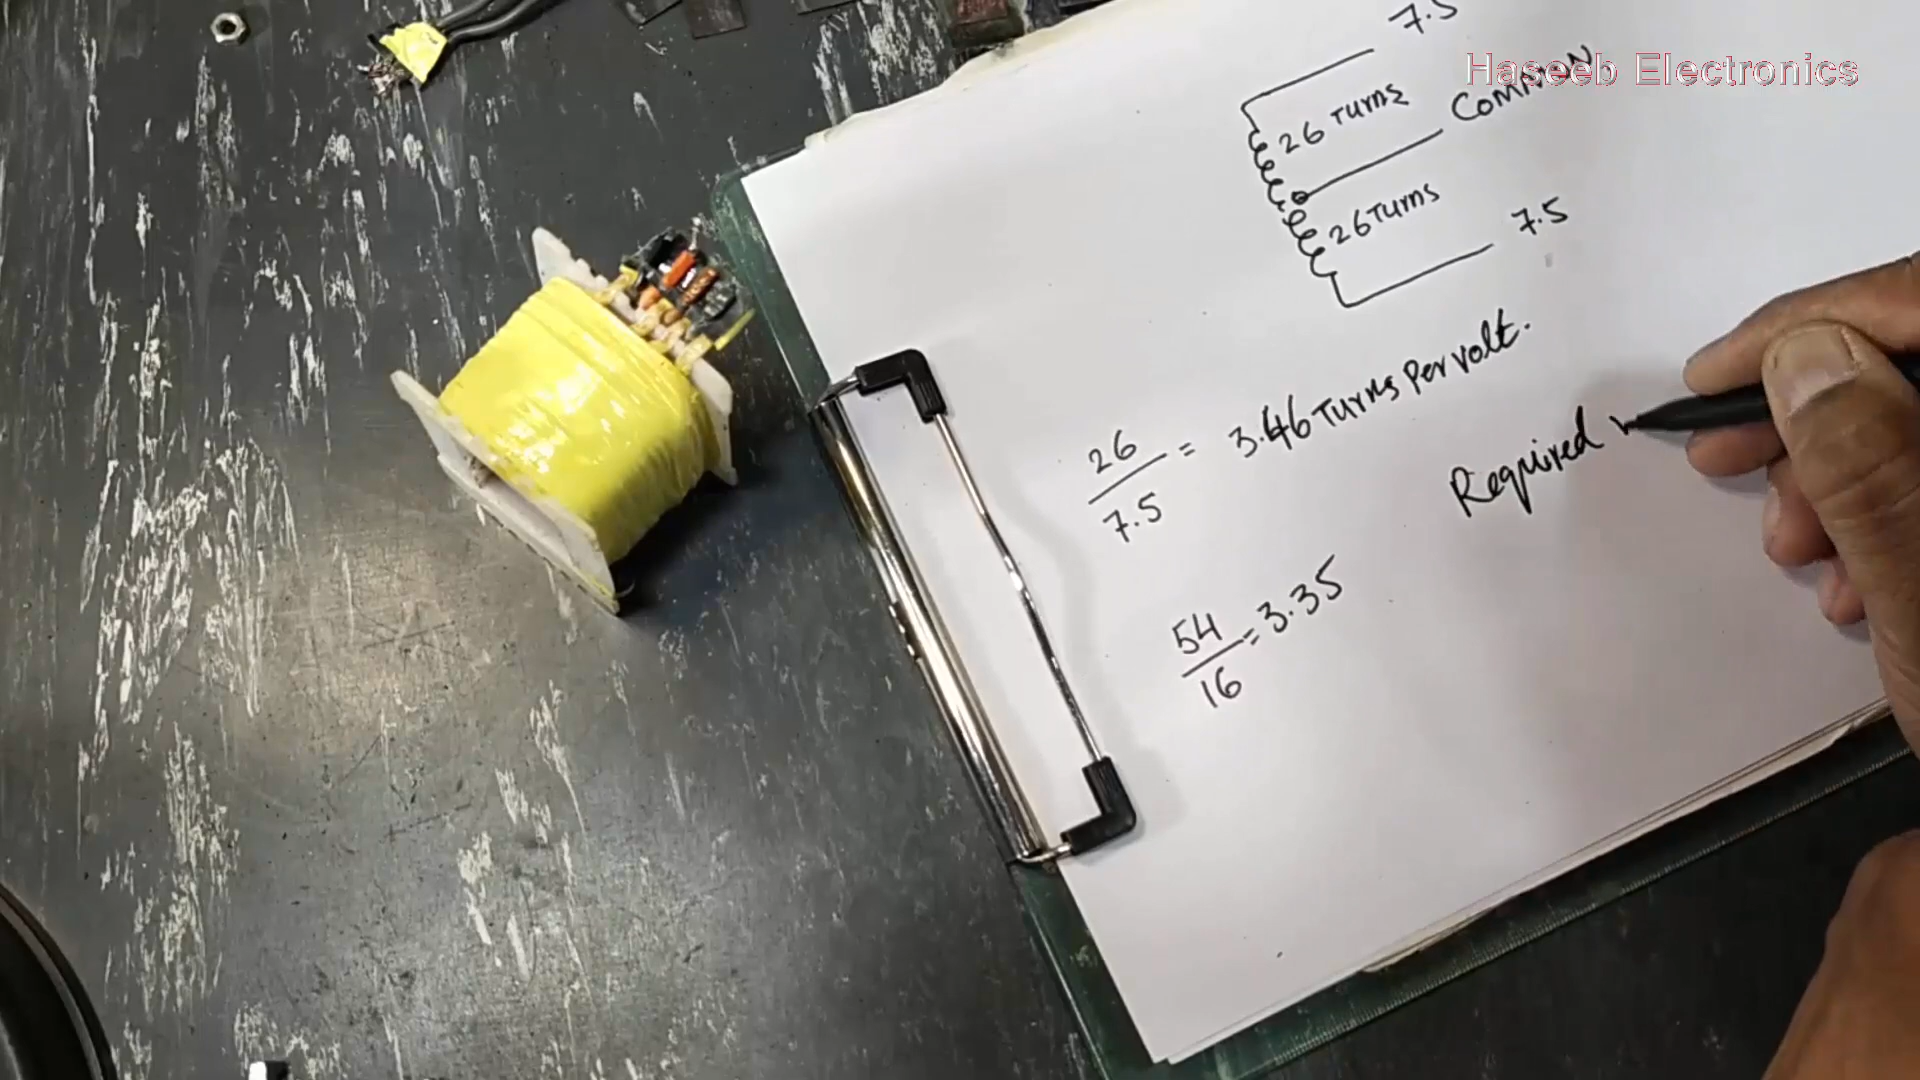 7.5
Haseeb Electronics
COMMON
26 Turns
26 Turns
7.5
26/7.5 = 3.46 Turns Per volt.
Required
54/16 = 3.35